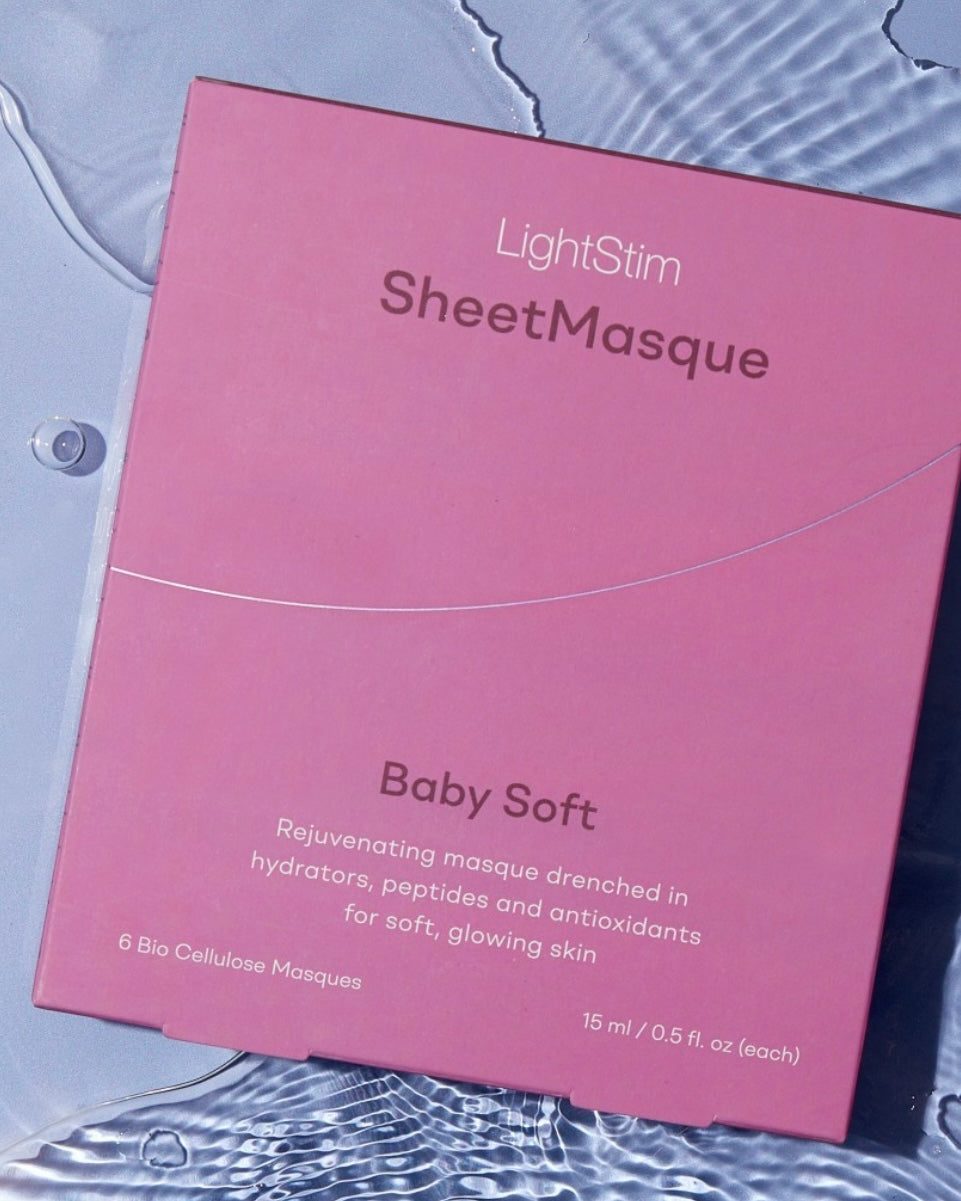 LightStim
SheetMasque
Baby Soft
Rejuvenating masque drenched in
hydrators, peptides and antioxidants
for soft, glowing skin
6 Bio Cellulose Masques
15 ml / 0.5 fl. oz (each)